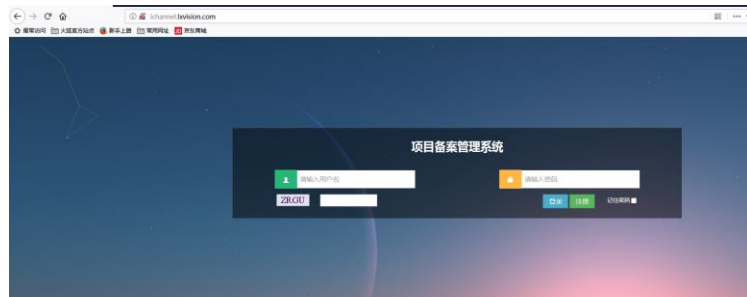 ichannel.lxvision.com
最常访问 火狐官方站点 新手上路 常用网址 JD 京东商城
项目备案管理系统
请输入用户名 请输入密码
ZRGU 登录 注册 记住密码